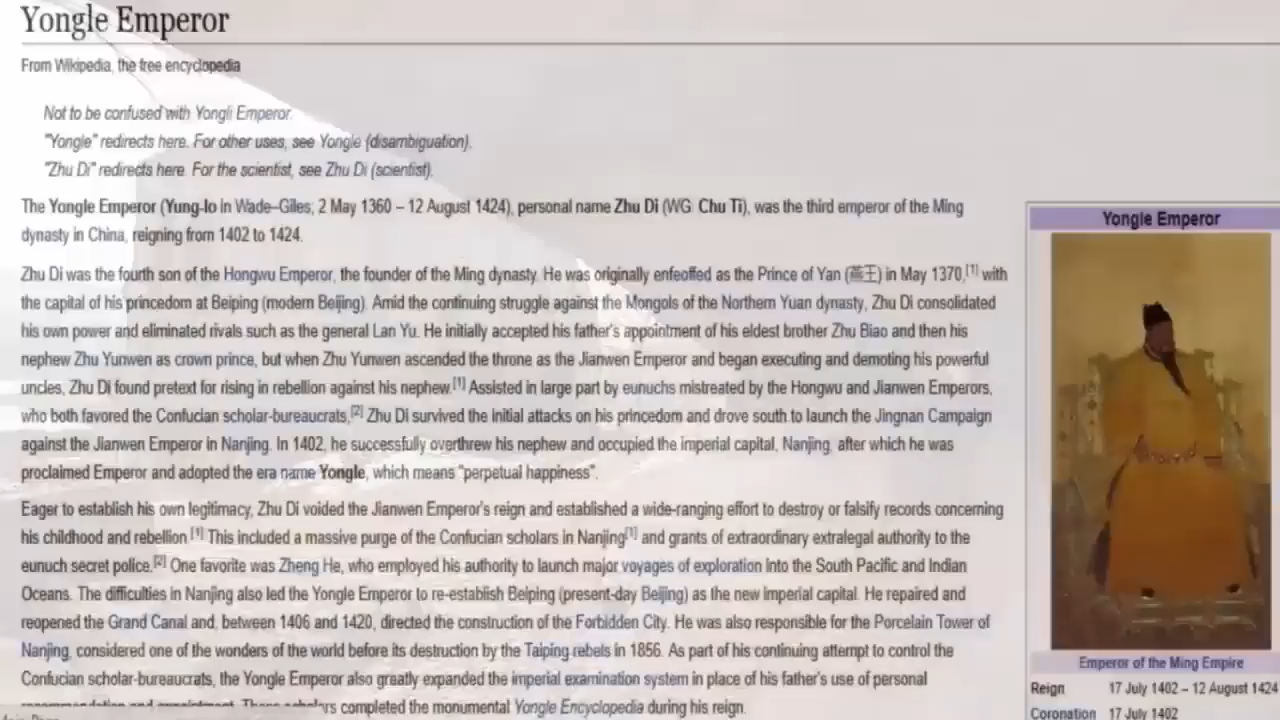 Yongle Emperor
From Wikipedia, the free encyclopedia
Not to be confused with Yongli Emperor.
"Yongle" redirects here. For other uses, see Yongle (disambiguation).
"Zhu Di" redirects here. For the scientist, see Zhu Di (scientist).
The Yongle Emperor (Yung-lo in Wade–Giles; 2 May 1360 – 12 August 1424), personal name Zhu Di (WG: Chu Ti), was the third emperor of the Ming
dynasty in China, reigning from 1402 to 1424.
Zhu Di was the fourth son of the Hongwu Emperor, the founder of the Ming dynasty. He was originally enfeoffed as the Prince of Yan (燕王) in May 1370,[1] with
the capital of his princedom at Beiping (modern Beijing). Amid the continuing struggle against the Mongols of the Northern Yuan dynasty, Zhu Di consolidated
his own power and eliminated rivals such as the general Lan Yu. He initially accepted his father's appointment of his eldest brother Zhu Biao and then his
nephew Zhu Yunwen as crown prince, but when Zhu Yunwen ascended the throne as the Jianwen Emperor and began executing and demoting his powerful
uncles, Zhu Di found pretext for rising in rebellion against his nephew.[1] Assisted in large part by eunuchs mistreated by the Hongwu and Jianwen Emperors,
who both favored the Confucian scholar-bureaucrats,[2] Zhu Di survived the initial attacks on his princedom and drove south to launch the Jingnan Campaign
against the Jianwen Emperor in Nanjing. In 1402, he successfully overthrew his nephew and occupied the imperial capital, Nanjing, after which he was
proclaimed Emperor and adopted the era name Yongle, which means "perpetual happiness".
Eager to establish his own legitimacy, Zhu Di voided the Jianwen Emperor's reign and established a wide-ranging effort to destroy or falsify records concerning
his childhood and rebellion.[1] This included a massive purge of the Confucian scholars in Nanjing[1] and grants of extraordinary extralegal authority to the
eunuch secret police.[2] One favorite was Zheng He, who employed his authority to launch major voyages of exploration into the South Pacific and Indian
Oceans. The difficulties in Nanjing also led the Yongle Emperor to re-establish Beiping (present-day Beijing) as the new imperial capital. He repaired and
reopened the Grand Canal and, between 1406 and 1420, directed the construction of the Forbidden City. He was also responsible for the Porcelain Tower of
Nanjing, considered one of the wonders of the world before its destruction by the Taiping rebels in 1856. As part of his continuing attempt to control the
Confucian scholar-bureaucrats, the Yongle Emperor also greatly expanded the imperial examination system in place of his father's use of personal
completed the monumental Yongle Encyclopedia during his reign.
Yongle Emperor
Emperor of the Ming Empire
Reign 17 July 1402 – 12 August 1424
Coronation 17 July 1402